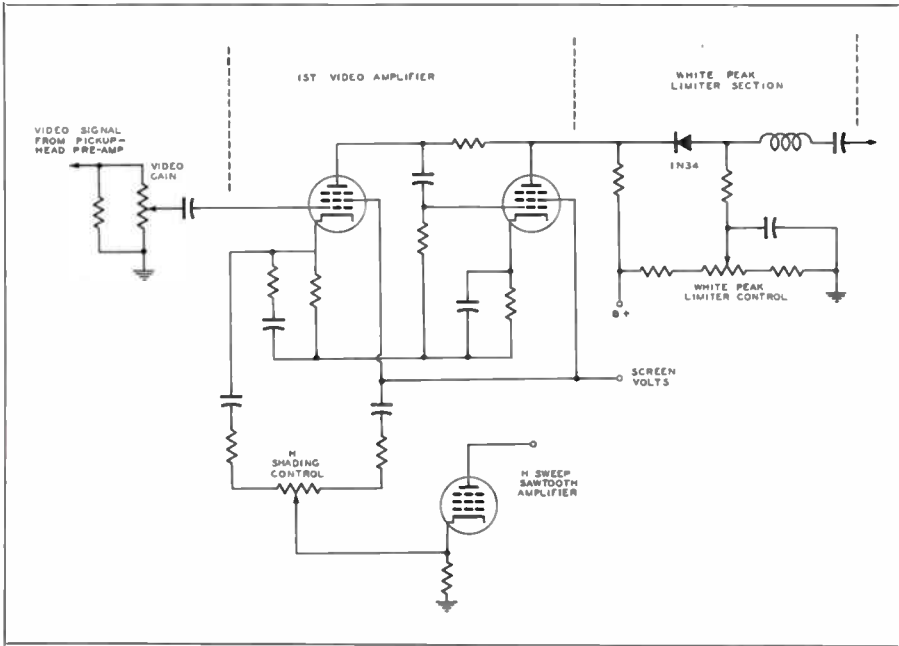 1ST VIDEO AMPLIFIER
WHITE PEAK
LIMITER SECTION
VIDEO SIGNAL
FROM PICKUP-
HEAD PRE-AMP
VIDEO
GAIN
1N34
WHITE PEAK
LIMITER CONTROL
B+
SCREEN
VOLTS
H
SHADING
CONTROL
H SWEEP
SAWTOOTH
AMPLIFIER